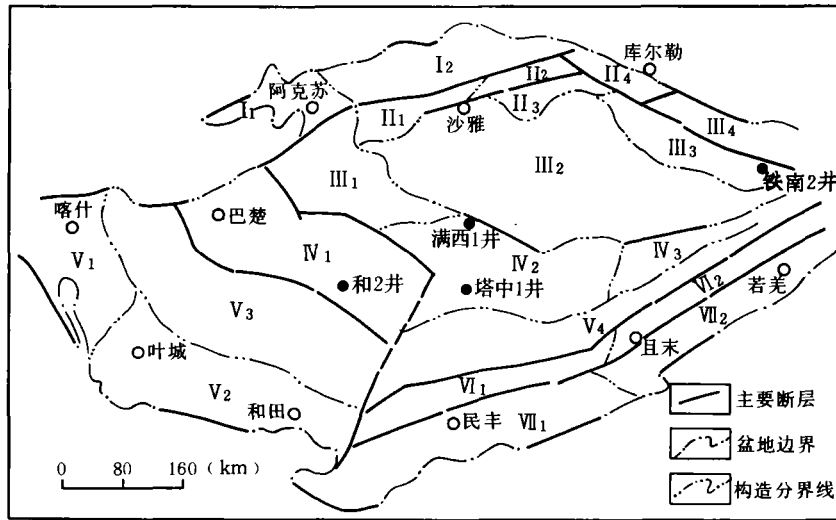 库尔勒
I₂
阿克苏
II₂
II₄
I₁
II₁
沙雅
II₃
III₄
III₃
III₁
III₂
铁南2井
喀什
巴楚
满西1井
IV₁
IV₂
IV₃
V₁
和2井
塔中1井
VI₂
若羌
V₃
V₄
VII₂
叶城
且末
V₂
VI₁
和田
民丰
VII₁
主要断层
盆地边界
构造分界线
0 80 160 (km)